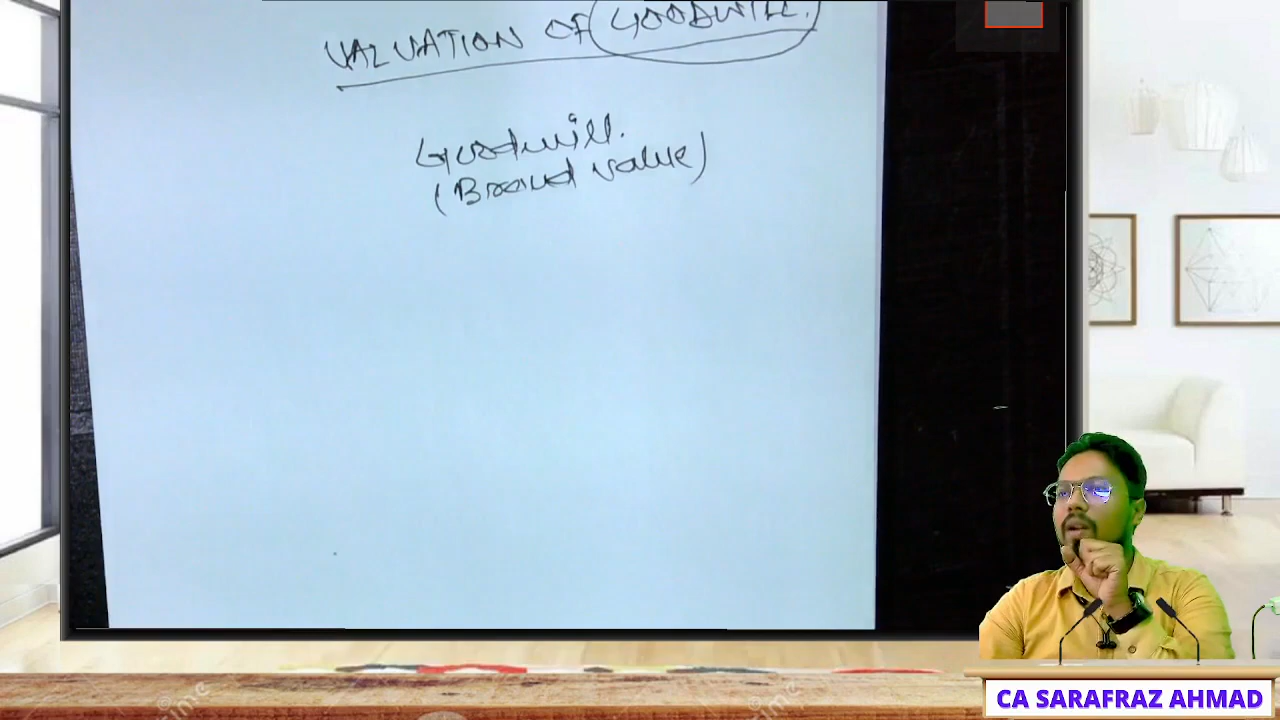 VALUATION OF GOODWILL.
Goodwill.
(Brand value)
CA SARAFRAZ AHMAD